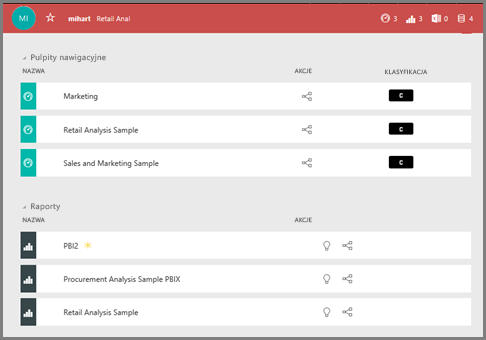 MI mihart Retail Anal 3 3 0 4
Pulpity nawigacyjne
NAZWA AKCJE KLASYFIKACJA
Marketing C
Retail Analysis Sample C
Sales and Marketing Sample C
Raporty
NAZWA AKCJE
PBI2
Procurement Analysis Sample PBIX
Retail Analysis Sample